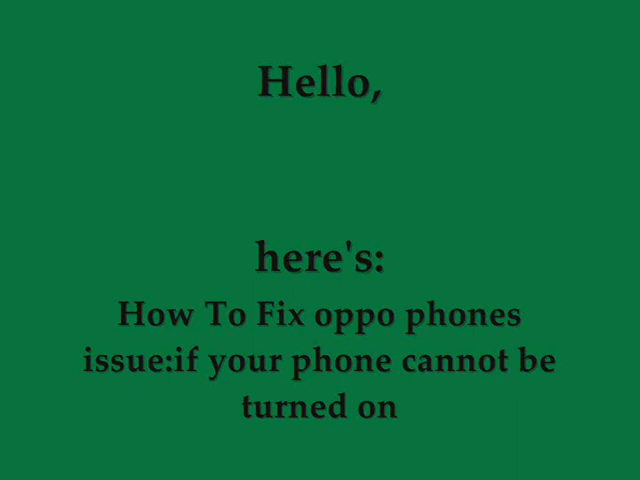 Hello,
here's:
How To Fix oppo phones
issue:if your phone cannot be
turned on